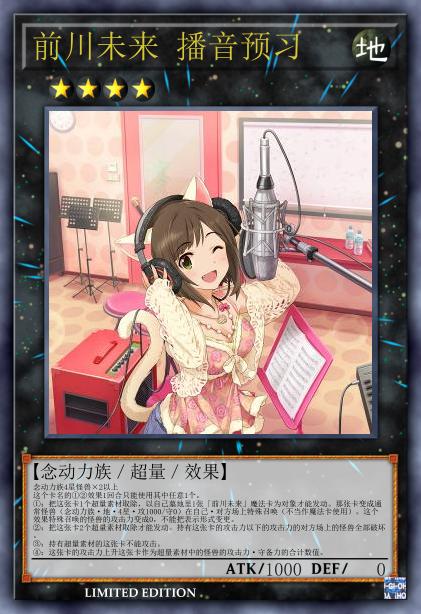 前川未来 播音预习
地
【念动力族 / 超量 / 效果】
念动力族4星怪兽×2以上
这个卡名的①②效果1回合只能使用其中任意1个。
①：把这张卡1个超量素材取除，以自己墓地里1张「前川未来」魔法卡为对象才能发动。那张卡变成通
常怪兽（念动力族・地・4星・攻1000/守0）在自己・对方场上特殊召唤（不当作魔法卡使用）。这个
效果特殊召唤的怪兽的攻击力变成0，不能把表示形式变更。
②：把这张卡2个超量素材取除才能发动。持有这张卡的攻击力以下的攻击力的对方场上的怪兽全部破坏
。
③：持有超量素材的这张卡不能攻击。
④：这张卡的攻击力上升这张卡作为超量素材中的怪兽的攻击力・守备力的合计数值。
ATK/1000 DEF/ 0
LIMITED EDITION